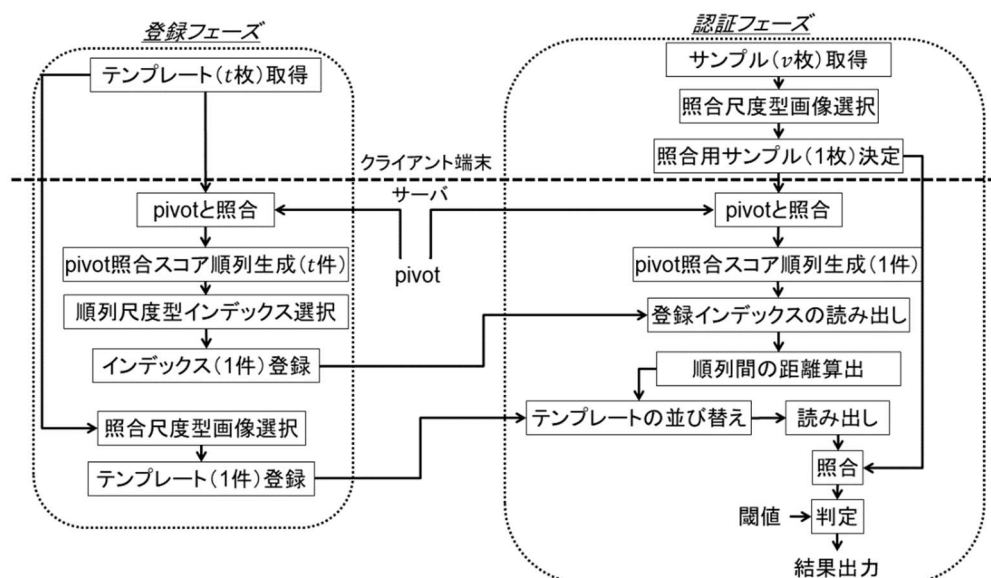 登録フェーズ
テンプレート(t枚)取得
pivotと照合
pivot照合スコア順列生成(t件)
順列尺度型インデックス選択
インデックス(1件)登録
照合尺度型画像選択
テンプレート(1件)登録
クライアント端末
サーバ
pivot
認証フェーズ
サンプル(v枚)取得
照合尺度型画像選択
照合用サンプル(1枚)決定
pivotと照合
pivot照合スコア順列生成(1件)
登録インデックスの読み出し
順列間の距離算出
テンプレートの並び替え
読み出し
照合
閾値
判定
結果出力